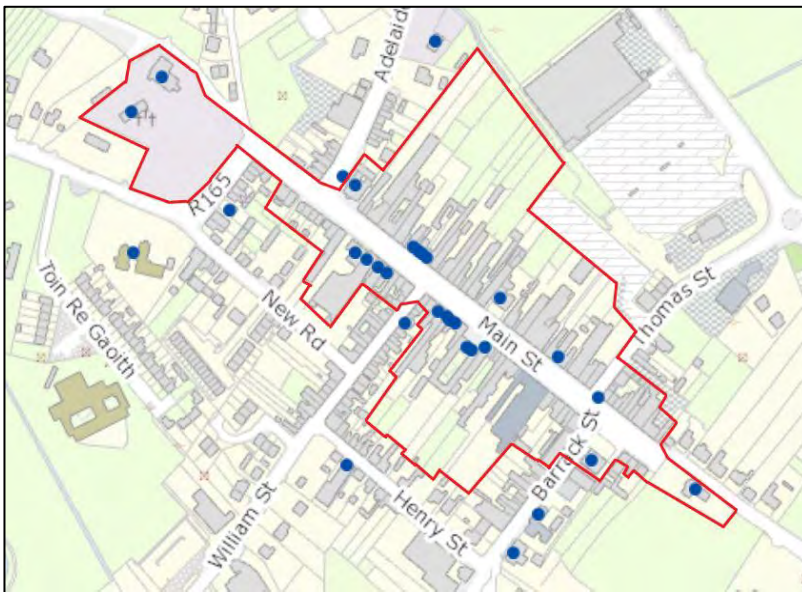 Adelaide
R165
Toin Re Gaoith
New Rd
Main St
Thomas St
William St
Henry St
Barrack St